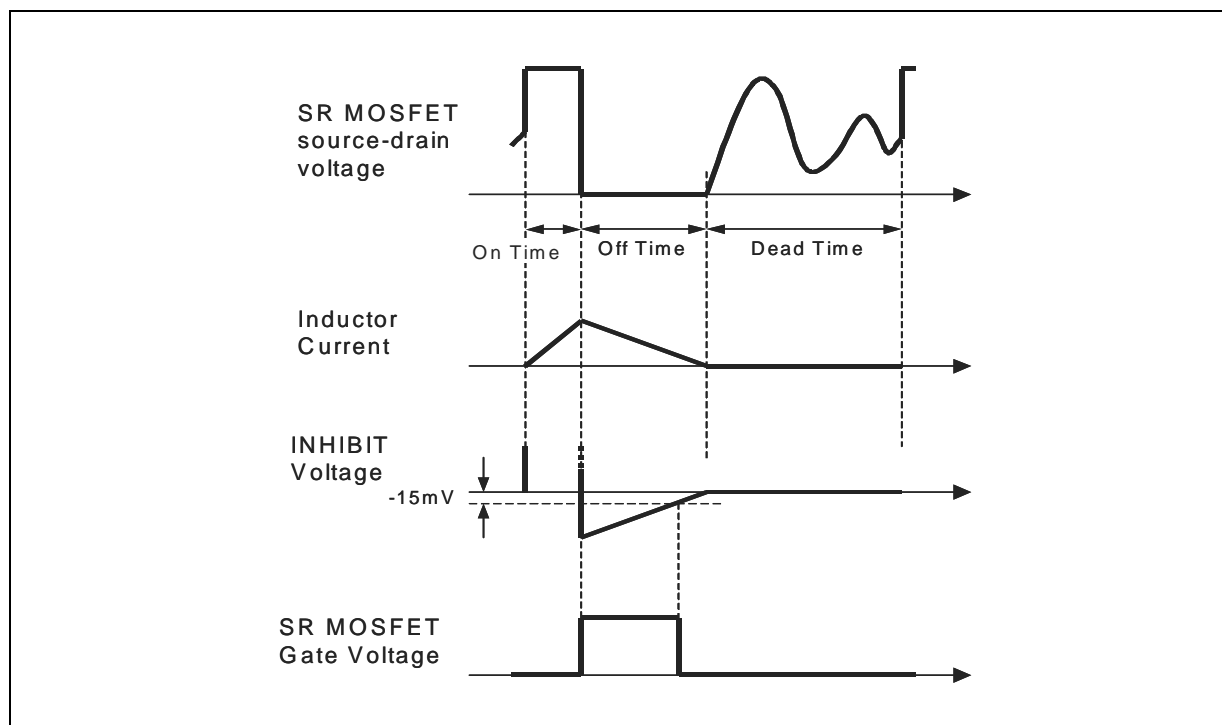 SR MOSFET
source-drain
voltage
On Time
Off Time
Dead Time
Inductor
Current
INHIBIT
Voltage
-15mV
SR MOSFET
Gate Voltage